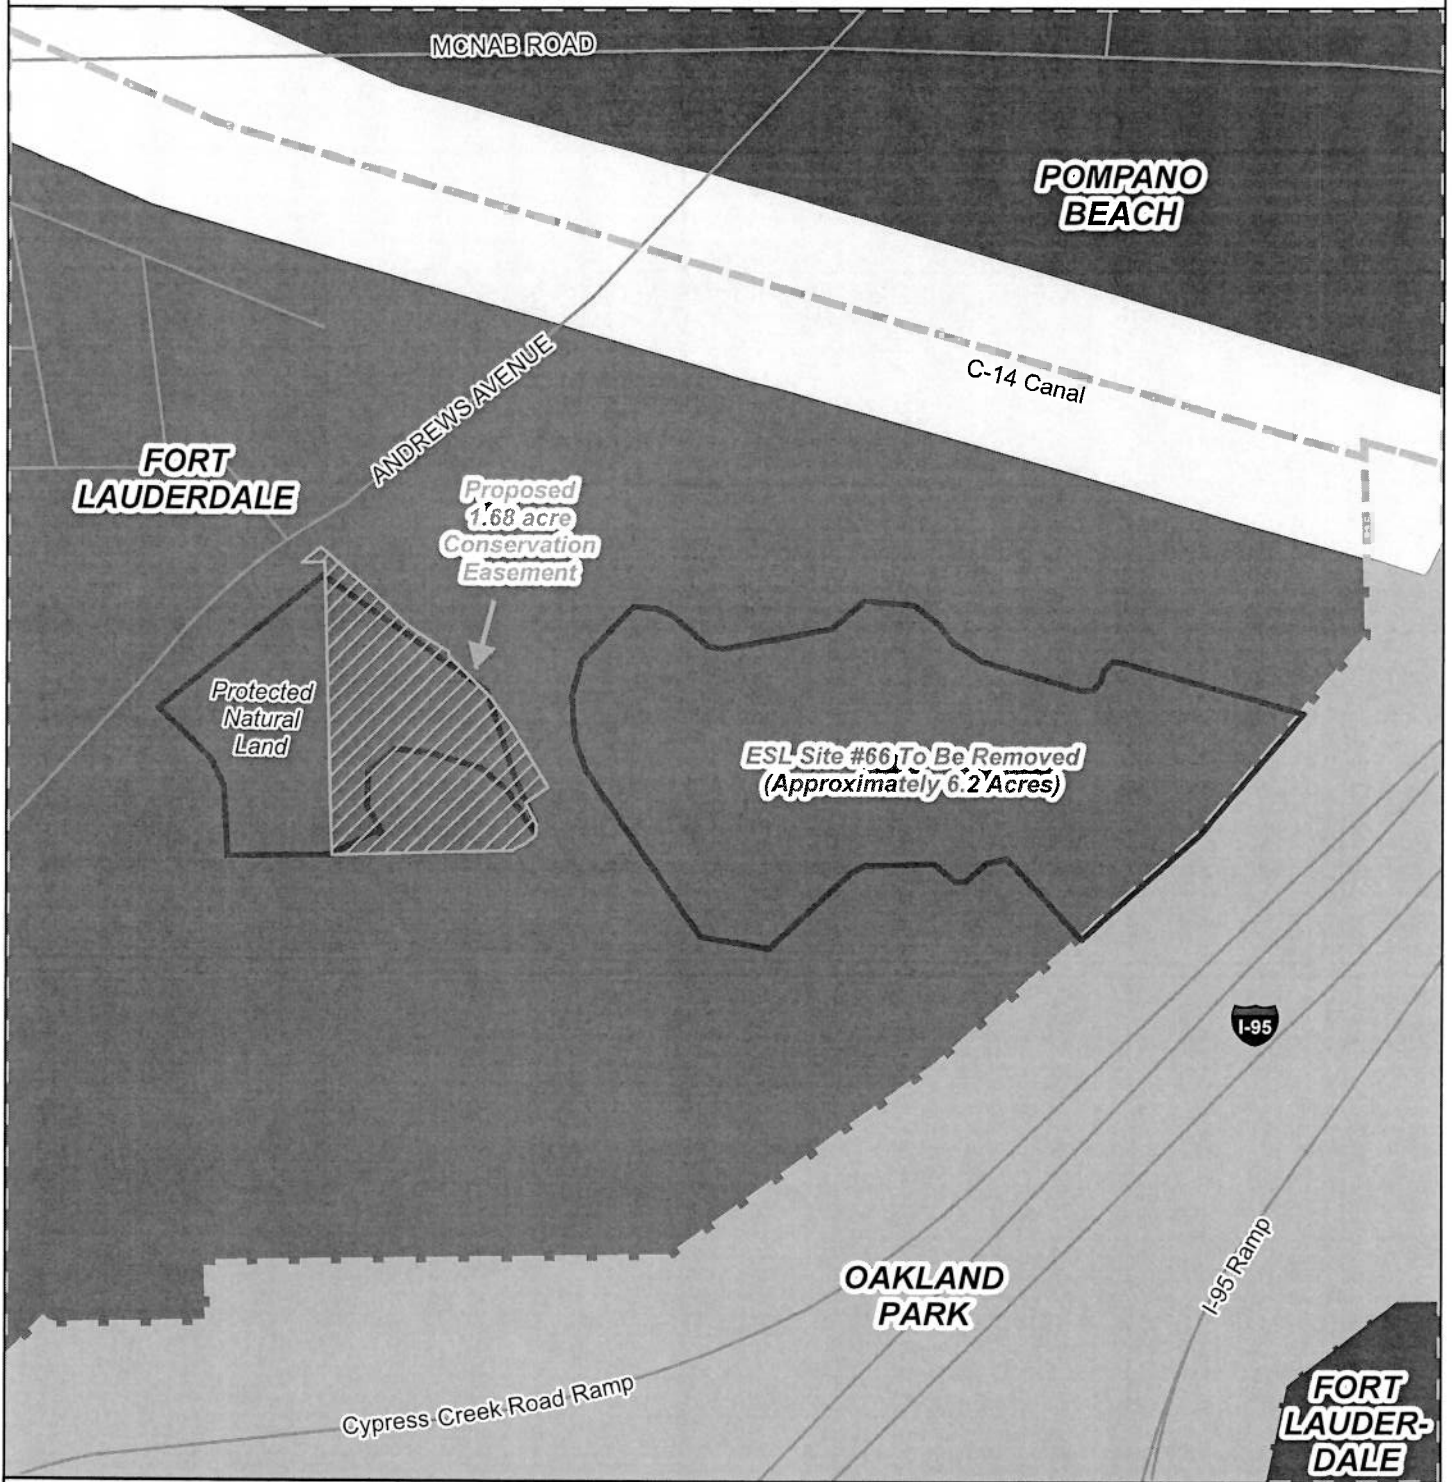 MCNAB ROAD
POMPANO
BEACH
C-14 Canal
ANDREWS AVENUE
FORT
LAUDERDALE
Proposed
1.68 acre
Conservation
Easement
Protected
Natural
Land
ESL Site #66 To Be Removed
(Approximately 6.2 Acres)
I-95
I-95 Ramp
OAKLAND
PARK
Cypress Creek Road Ramp
FORT
LAUDER-
DALE